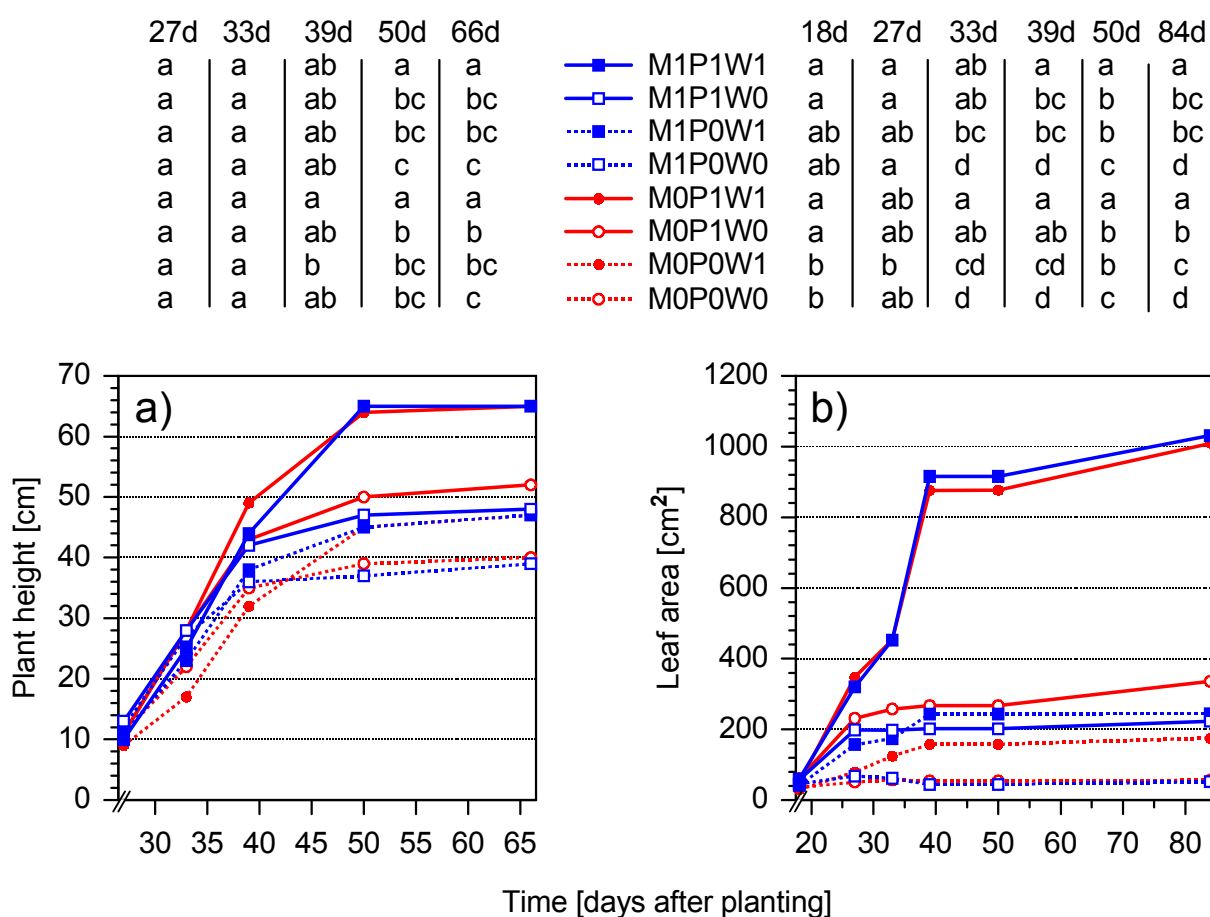 27d 33d 39d 50d 66d 18d 27d 33d 39d 50d 84d
a a ab a a M1P1W1 a a ab a a a
a a ab bc bc M1P1W0 a a ab bc b bc
a a ab bc bc M1P0W1 ab ab bc bc b bc
a a ab c c M1P0W0 ab a d d c d
a a a a a M0P1W1 a ab a a a a
a a ab b b M0P1W0 a ab ab ab b b
a a b bc bc M0P0W1 b b cd cd b c
a a ab bc c M0P0W0 b ab d d c d
a)
70
60
50
40
30
20
10
0
Plant height [cm]
30 35 40 45 50 55 60 65
b)
1200
1000
800
600
400
200
0
Leaf area [cm²]
20 30 40 50 60 70 80
Time [days after planting]